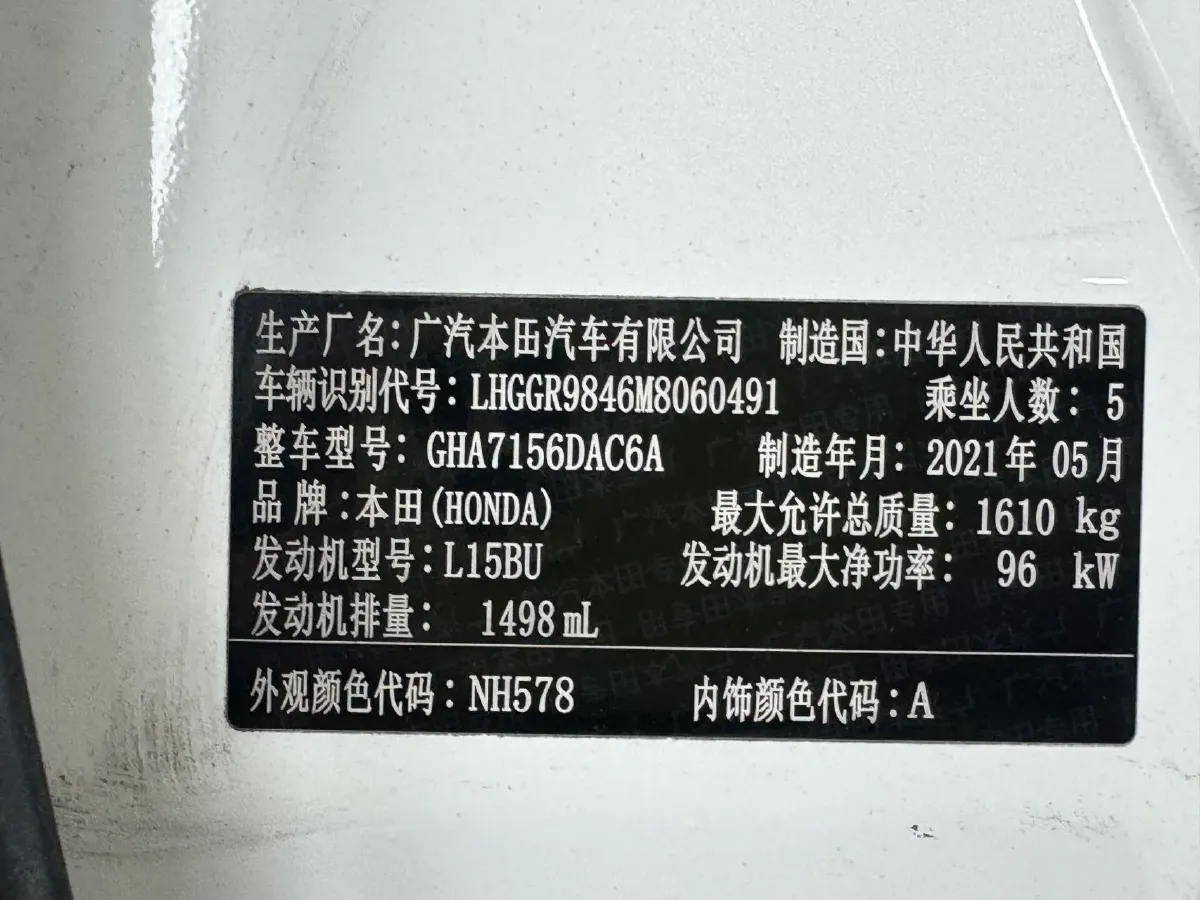 生产厂名:广汽本田汽车有限公司 制造国:中华人民共和国
车辆识别代号:LHGGR9846M8060491 乘坐人数:5
整车型号:GHA7156DAC6A 制造年月:2021年05月
品牌:本田(HONDA) 最大允许总质量:1610 kg
发动机型号:L15BU 发动机最大净功率: 96 kW
发动机排量: 1498mL
外观颜色代码:NH578 内饰颜色代码:A